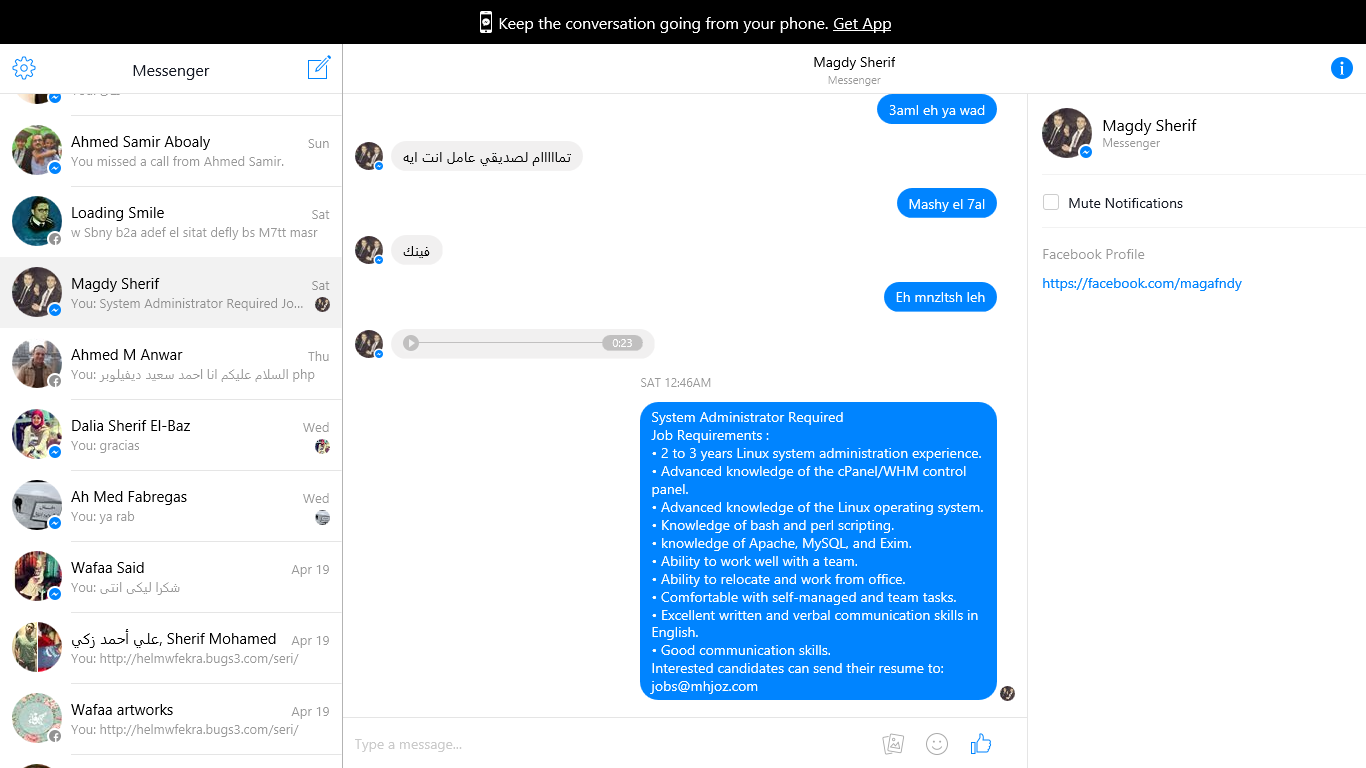 Keep the conversation going from your phone. Get App
Messenger
Magdy Sherif
Messenger
Ahmed Samir Aboaly
Sun
You missed a call from Ahmed Samir.
Loading Smile
Sat
w Sbny b2a adef el sitat defly bs M7tt masr
Magdy Sherif
Sat
You: System Administrator Required Jo...
Ahmed M Anwar
Thu
You: السلام عليكم انا احمد سعيد ديفيلوبر php
Dalia Sherif El-Baz
Wed
You: gracias
Ah Med Fabregas
Wed
You: ya rab
Wafaa Said
Apr 19
You: شكرا ليكى انتى
علي أحمد زكي, Sherif Mohamed
Apr 19
You: http://helmwfekra.bugs3.com/seri/
Wafaa artworks
Apr 19
You: http://helmwfekra.bugs3.com/seri/
3aml eh ya wad
تماااااام لصديقي عامل انت ايه
Mashy el 7al
فينك
Eh mnzltsh leh
0:23
SAT 12:46AM
System Administrator Required
Job Requirements :
• 2 to 3 years Linux system administration experience.
• Advanced knowledge of the cPanel/WHM control
panel.
• Advanced knowledge of the Linux operating system.
• Knowledge of bash and perl scripting.
• knowledge of Apache, MySQL, and Exim.
• Ability to work well with a team.
• Ability to relocate and work from office.
• Comfortable with self-managed and team tasks.
• Excellent written and verbal communication skills in
English.
• Good communication skills.
Interested candidates can send their resume to:
jobs@mhjoz.com
Type a message...
Magdy Sherif
Messenger
Mute Notifications
Facebook Profile
https://facebook.com/magafndy